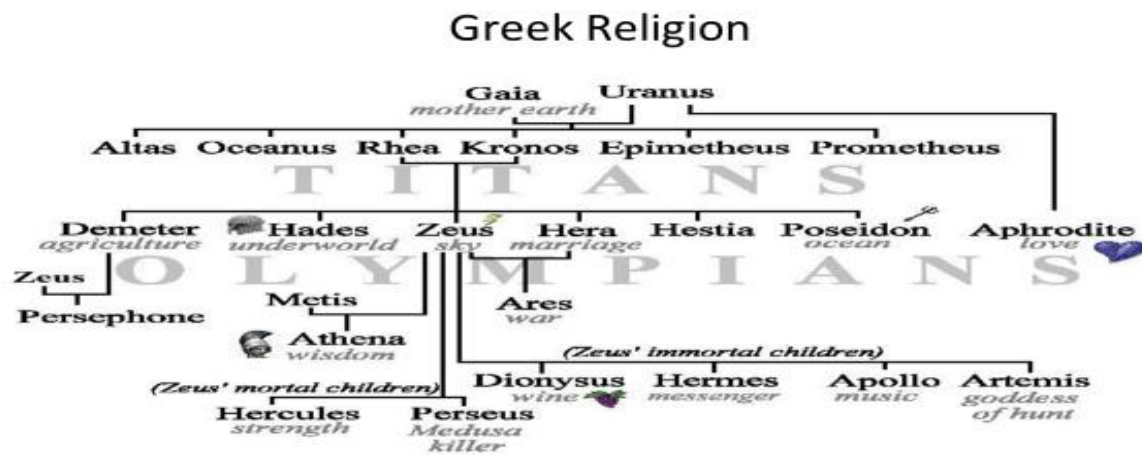 Greek Religion
Gaia Uranus
mother earth
Altas Oceanus Rhea Kronos Epimetheus Prometheus
TITANS
Demeter Hades Zeus Hera Hestia Poseidon Aphrodite
agriculture underworld sky marriage ocean love
OLYMPIANS
Zeus
Persephone
Metis
Ares
war
Athena
wisdom
(Zeus' immortal children)
Dionysus Hermes Apollo Artemis
wine messenger music goddess
of hunt
(Zeus' mortal children)
Hercules Perseus
strength Medusa
killer